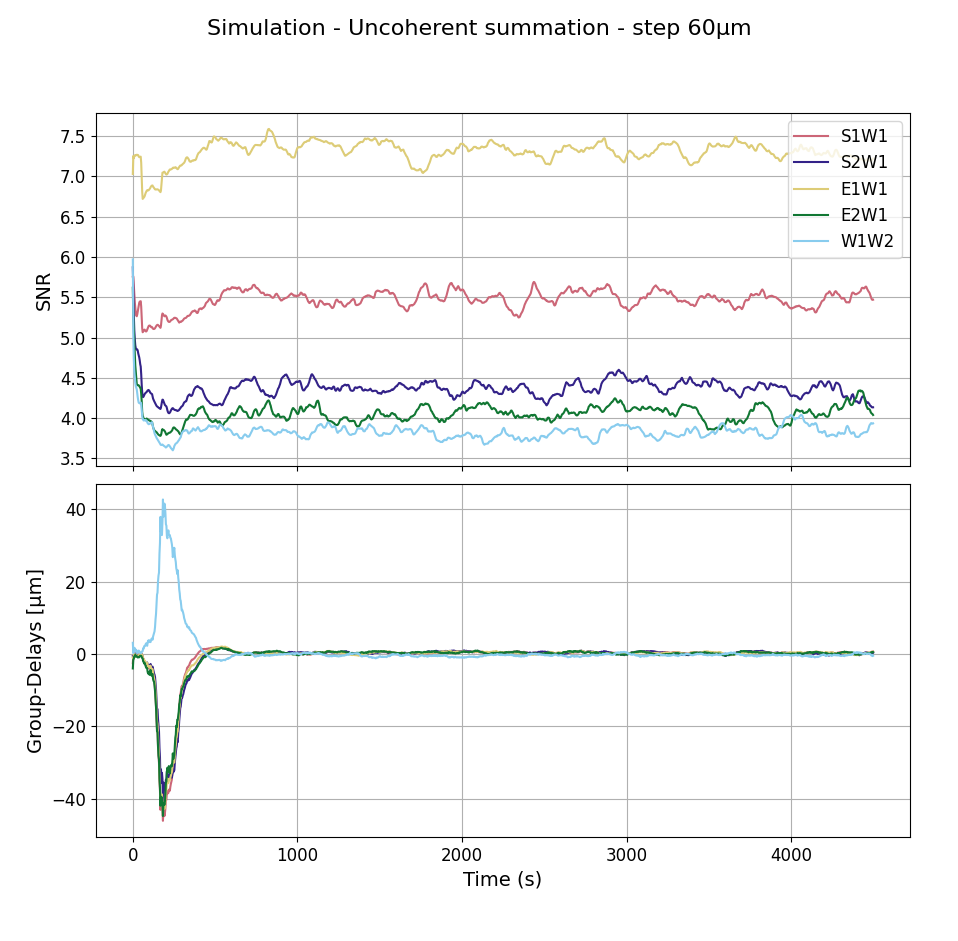 Simulation - Uncoherent summation - step 60μm
7.5
7.0
6.5
6.0
5.5
5.0
4.5
4.0
3.5
SNR
S1W1
S2W1
E1W1
E2W1
W1W2
40
20
0
−20
−40
Group-Delays [μm]
0 1000 2000 3000 4000
Time (s)